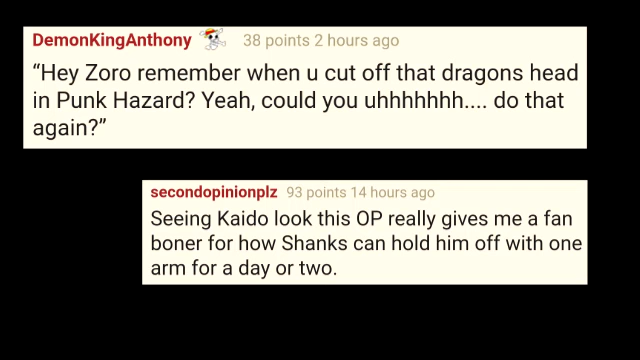 DemonKingAnthony 38 points 2 hours ago
“Hey Zoro remember when u cut off that dragons head
in Punk Hazard? Yeah, could you uhhhhhhh.... do that
again?”
secondopinionplz 93 points 14 hours ago
Seeing Kaido look this OP really gives me a fan
boner for how Shanks can hold him off with one
arm for a day or two.